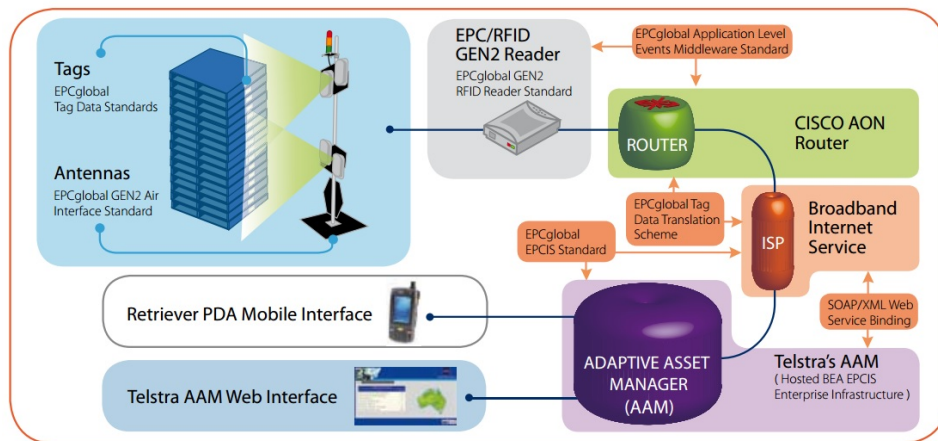 Tags
EPCglobal
Tag Data Standards
Antennas
EPCglobal GEN2 Air
Interface Standard
EPC/RFID
GEN2 Reader
EPCglobal GEN2
RFID Reader Standard
EPCglobal Application Level
Events Middleware Standard
ROUTER
CISCO AON
Router
EPCglobal Tag
Data Translation
Scheme
EPCglobal
EPCIS Standard
ISP
Broadband
Internet
Service
SOAP/XML Web
Service Binding
Retriever PDA Mobile Interface
Telstra AAM Web Interface
ADAPTIVE ASSET
MANAGER
(AAM)
Telstra's AAM
( Hosted BEA EPCIS
Enterprise Infrastructure )